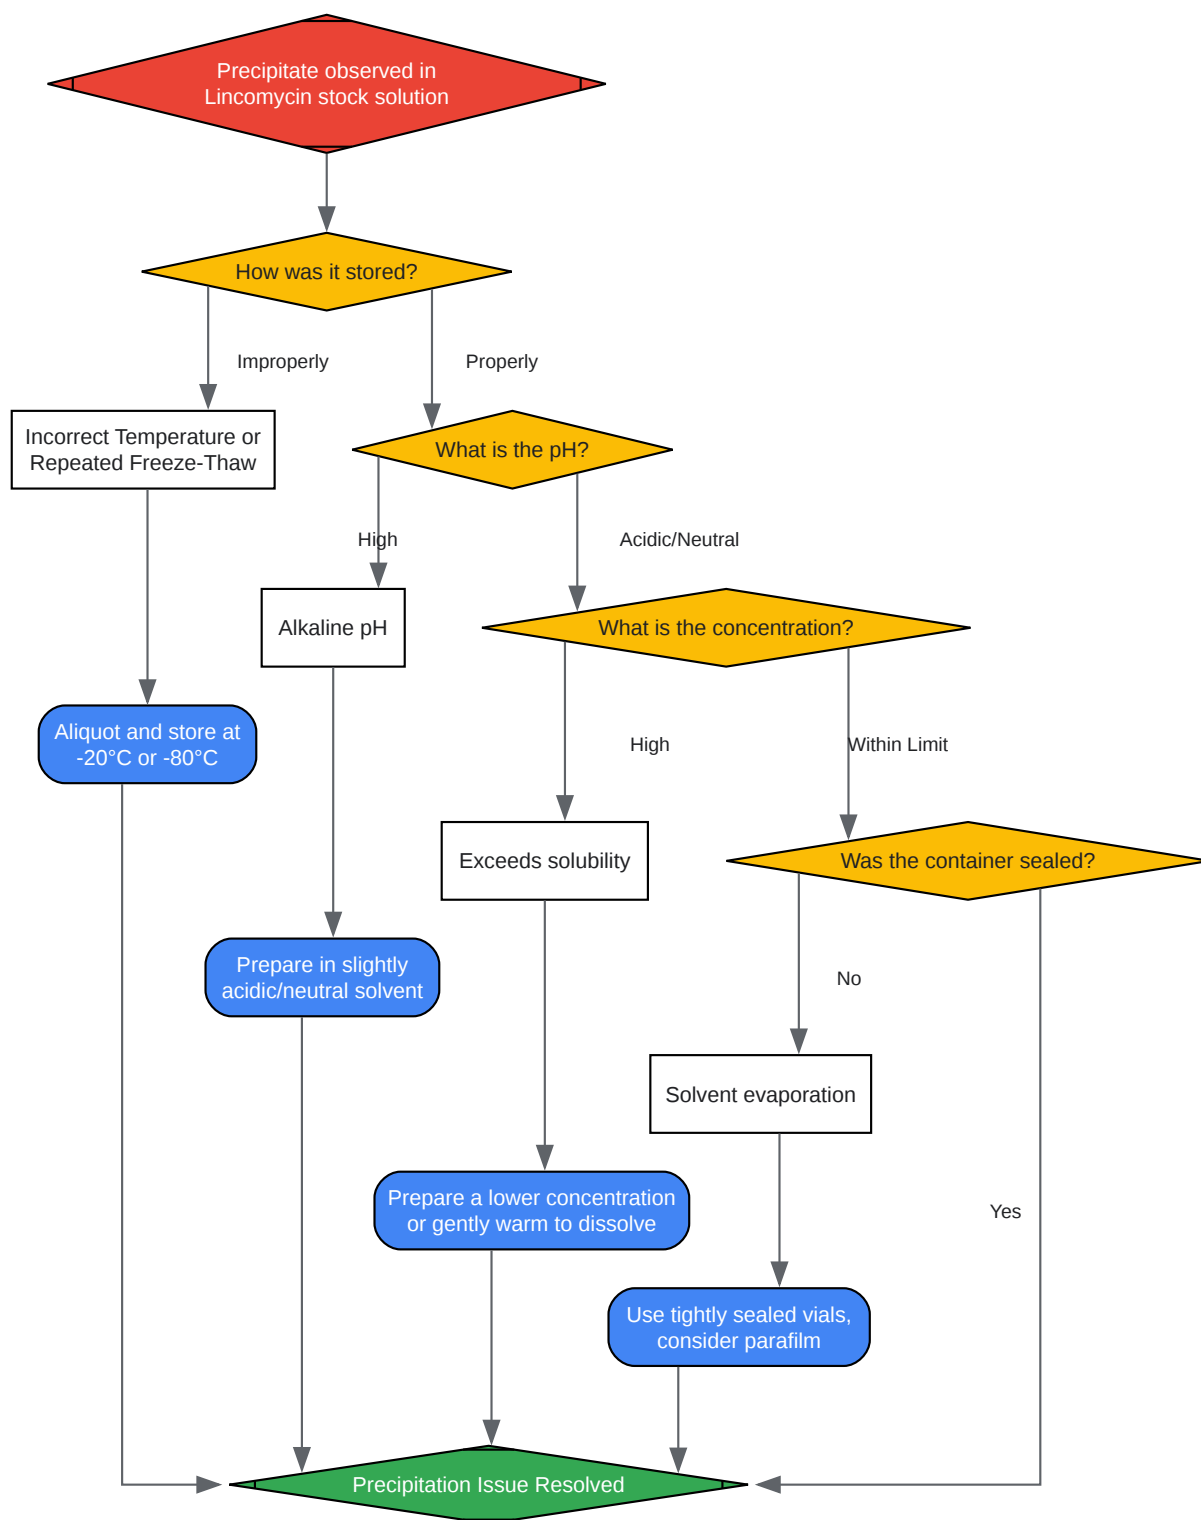 Precipitate observed in
Lincomycin stock solution
How was it stored?
Improperly
Properly
Incorrect Temperature or
Repeated Freeze-Thaw
What is the pH?
High
Acidic/Neutral
Alkaline pH
What is the concentration?
Aliquot and store at
-20°C or -80°C
High
Within Limit
Exceeds solubility
Was the container sealed?
Prepare in slightly
acidic/neutral solvent
No
Solvent evaporation
Prepare a lower concentration
or gently warm to dissolve
Yes
Use tightly sealed vials,
consider parafilm
Precipitation Issue Resolved